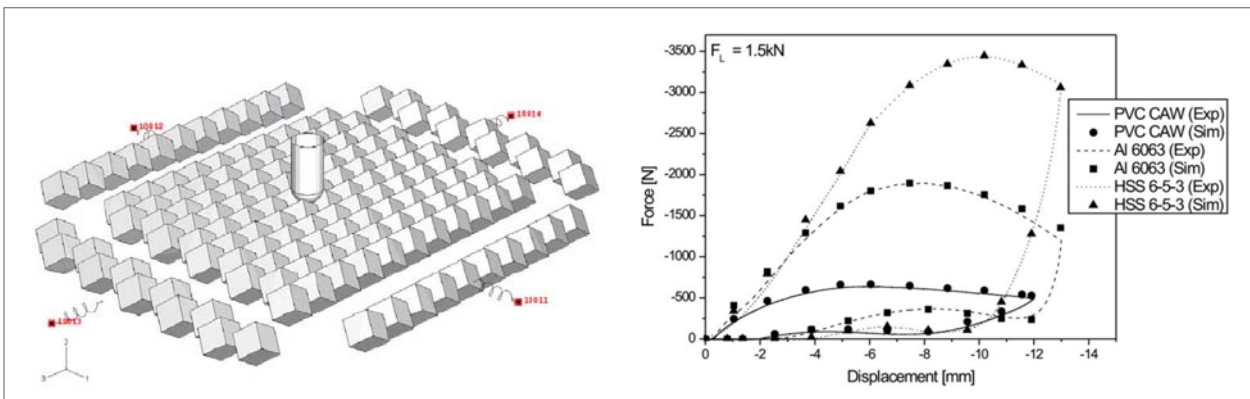 10012
10014
10011
10013
2
3
1
F_L = 1.5kN
-3500
-3000
-2500
-2000
-1500
-1000
-500
0
0
-2
-4
-6
-8
-10
-12
-14
Force [N]
Displacement [mm]
PVC CAW (Exp)
PVC CAW (Sim)
Al 6063 (Exp)
Al 6063 (Sim)
HSS 6-5-3 (Exp)
HSS 6-5-3 (Sim)